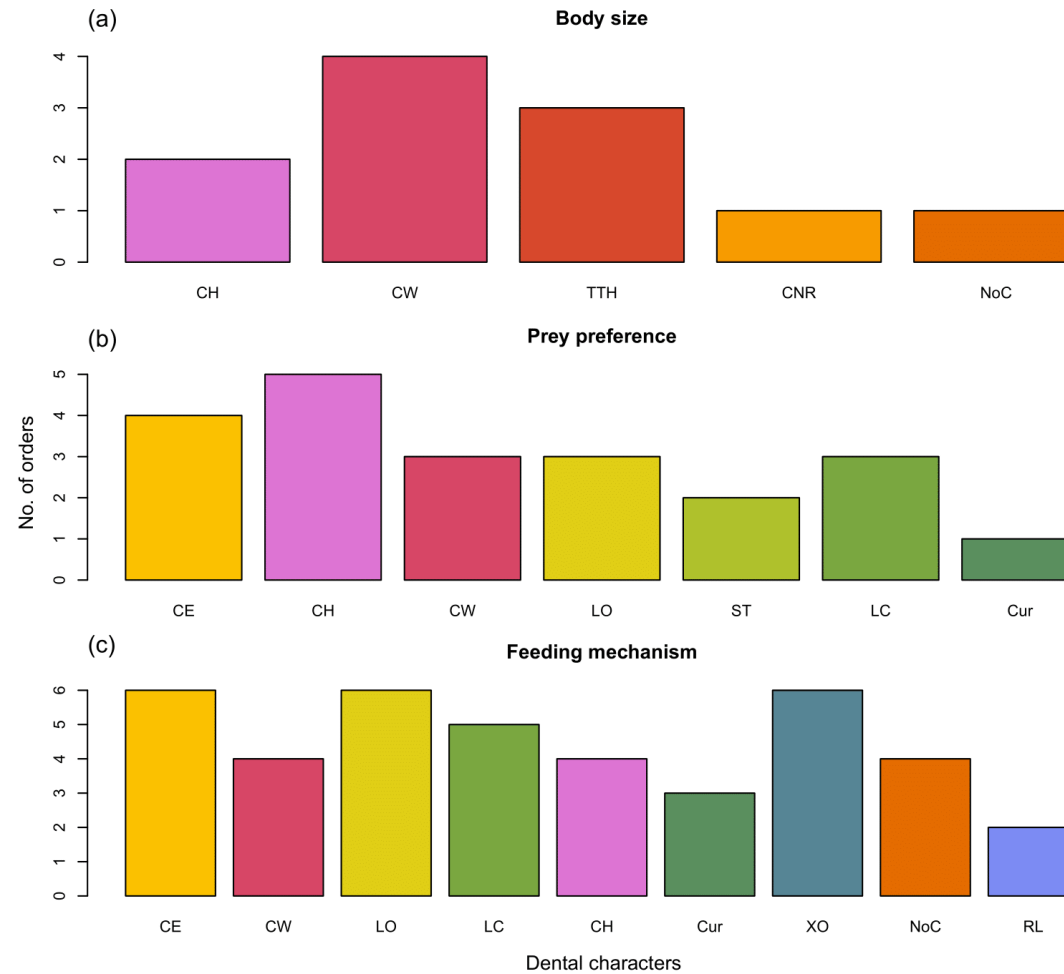 (a)
Body size
4
3
2
1
0
CH CW TTH CNR NoC
(b)
Prey preference
5
4
3
2
1
0
No. of orders
CE CH CW LO ST LC Cur
(c)
Feeding mechanism
6
5
4
3
2
1
0
CE CW LO LC CH Cur XO NoC RL
Dental characters